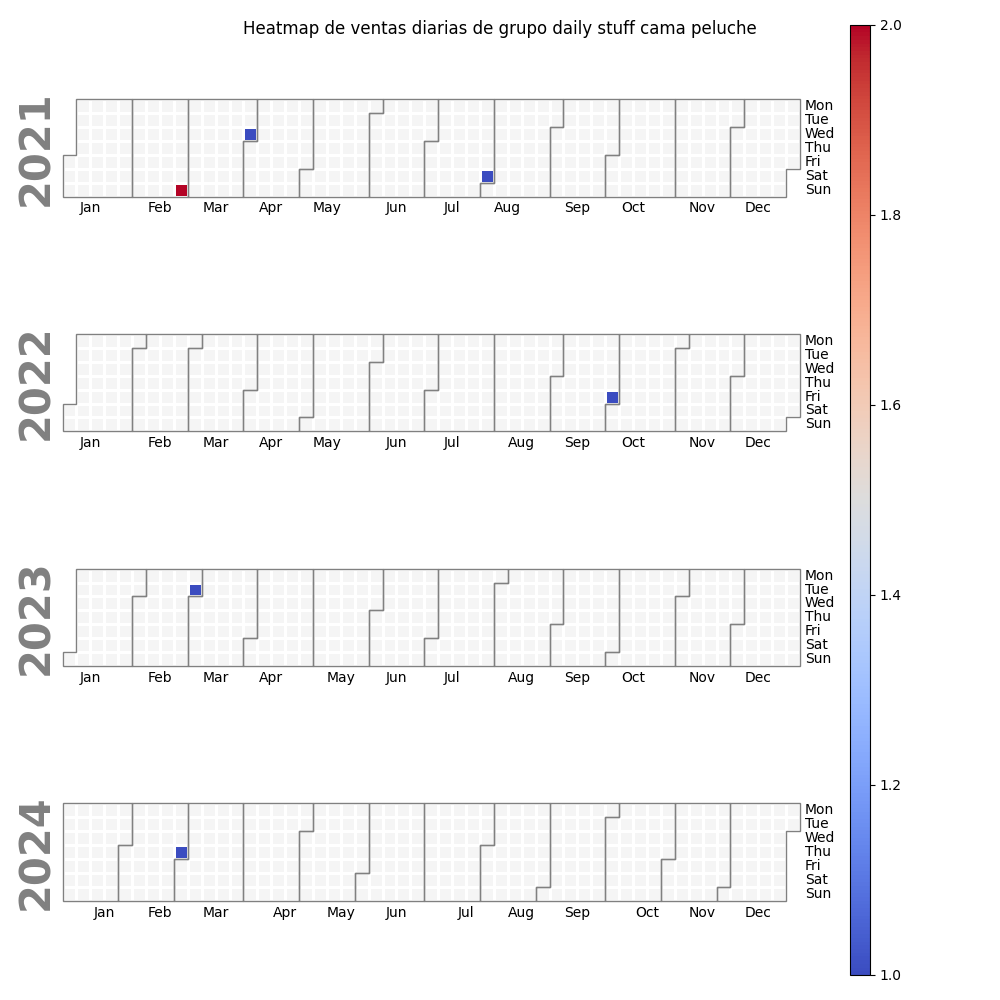 Heatmap de ventas diarias de grupo daily stuff cama peluche
2021
Mon
Tue
Wed
Thu
Fri
Sat
Sun
Jan Feb Mar Apr May Jun Jul Aug Sep Oct Nov Dec
2022
Mon
Tue
Wed
Thu
Fri
Sat
Sun
Jan Feb Mar Apr May Jun Jul Aug Sep Oct Nov Dec
2023
Mon
Tue
Wed
Thu
Fri
Sat
Sun
Jan Feb Mar Apr May Jun Jul Aug Sep Oct Nov Dec
2024
Mon
Tue
Wed
Thu
Fri
Sat
Sun
Jan Feb Mar Apr May Jun Jul Aug Sep Oct Nov Dec
2.0
1.8
1.6
1.4
1.2
1.0